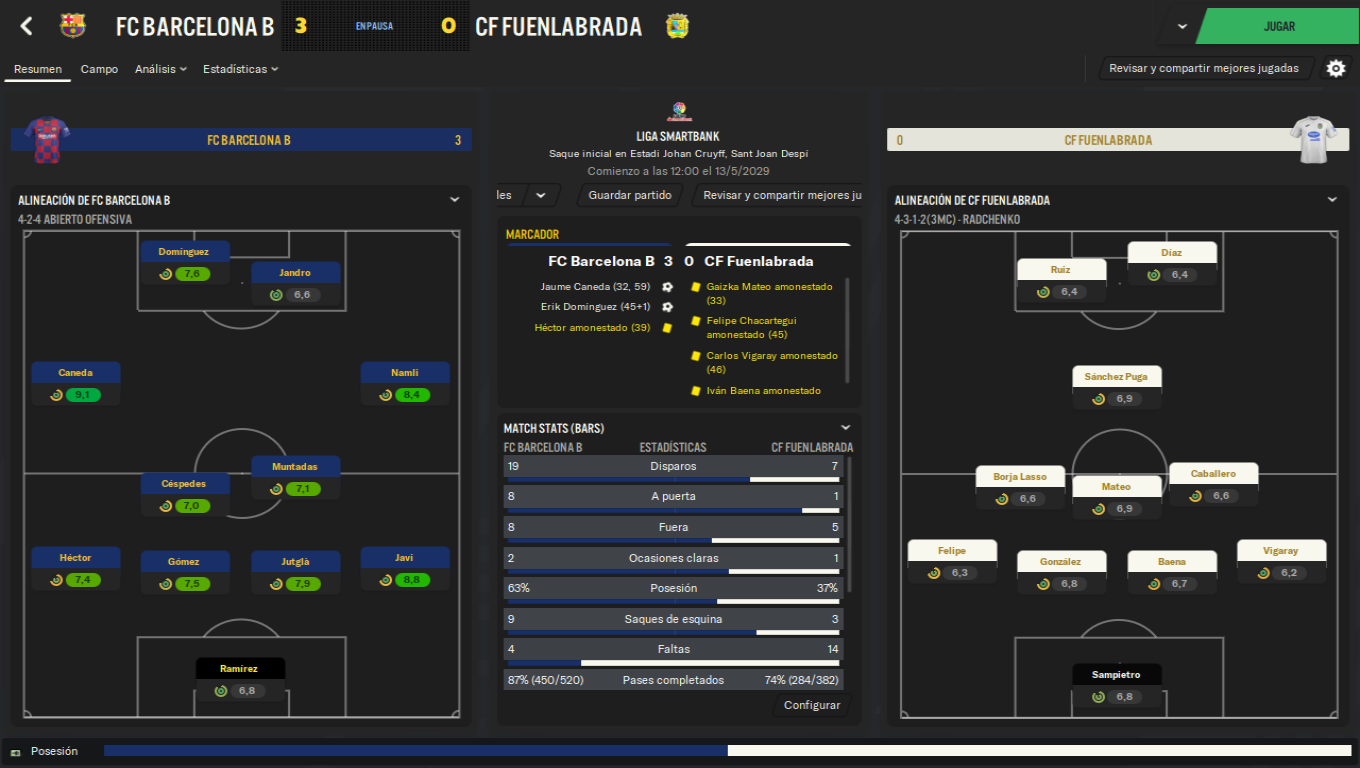 FC BARCELONA B 3 EN PAUSA 0 CF FUENLABRADA
JUGAR
Resumen Campo Análisis Estadísticas
Revisar y compartir mejores jugadas
FC BARCELONA B 3
ALINEACIÓN DE FC BARCELONA B
4-2-4 ABIERTO OFENSIVA
Domínguez
7,6
Jandro
6,6
Caneda
9,1
Namli
8,4
Muntadas
7,1
Céspedes
7,0
Héctor
7,4
Gómez
7,5
Jutglà
7,9
Javi
8,8
Ramírez
6,8
LIGA SMARTBANK
Saque inicial en Estadi Johan Cruyff, Sant Joan Despí
Comienzo a las 12:00 el 13/5/2029
les Guardar partido Revisar y compartir mejores ju
MARCADOR
FC Barcelona B 3 0 CF Fuenlabrada
Jaume Caneda (32, 59)
Erik Domínguez (45+1)
Héctor amonestado (39)
Gaizka Mateo amonestado
(33)
Felipe Chacartegui
amonestado (45)
Carlos Vigaray amonestado
(46)
Iván Baena amonestado
MATCH STATS (BARS)
FC BARCELONA B ESTADÍSTICAS CF FUENLABRADA
19 Disparos 7
8 A puerta 1
8 Fuera 5
2 Ocasiones claras 1
63% Posesión 37%
9 Saques de esquina 3
4 Faltas 14
87% (450/520) Pases completados 74% (284/382)
Configurar
0 CF FUENLABRADA
ALINEACIÓN DE CF FUENLABRADA
4-3-1-2 (3MC) - RADCHENKO
Díaz
6,4
Ruiz
6,4
Sánchez Puga
6,9
Borja Lasso
6,6
Mateo
6,9
Caballero
6,6
Felipe
6,3
González
6,8
Baena
6,7
Vigaray
6,2
Sampietro
6,8
Posesión